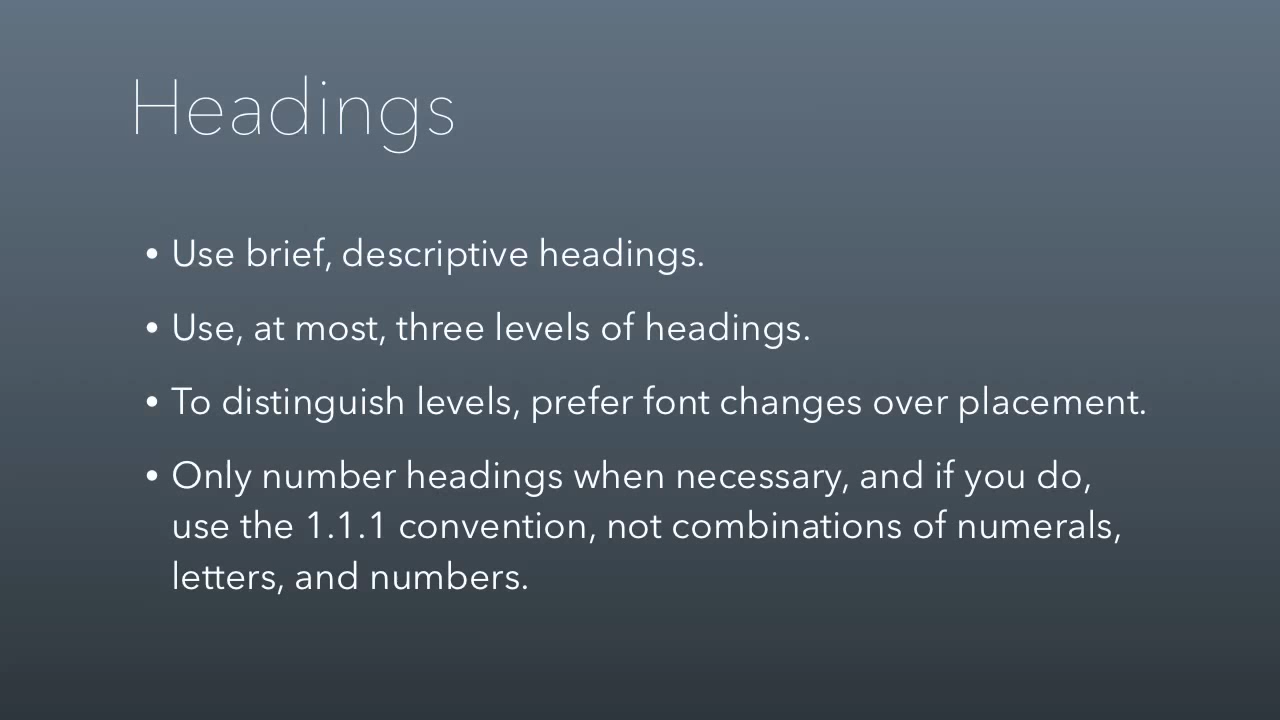 Headings
• Use brief, descriptive headings.
• Use, at most, three levels of headings.
• To distinguish levels, prefer font changes over placement.
• Only number headings when necessary, and if you do,
use the 1.1.1 convention, not combinations of numerals,
letters, and numbers.